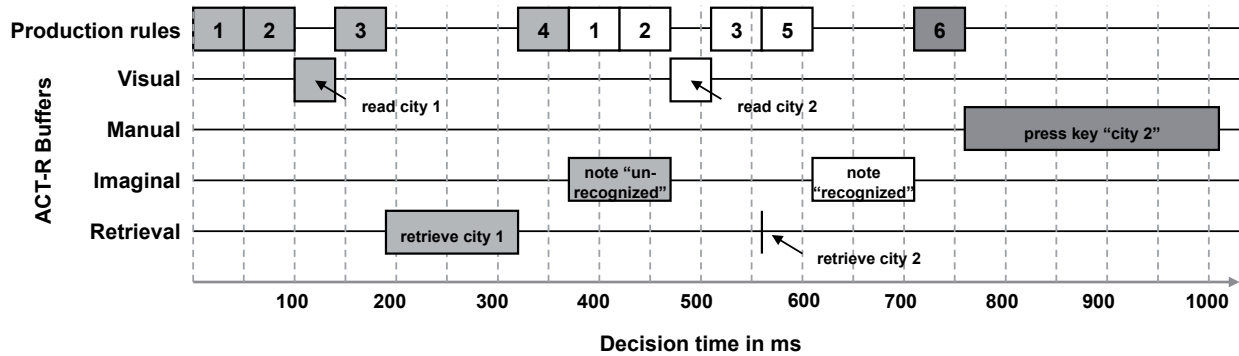 Production rules 1 2 3 4 1 2 3 5 6
Visual
read city 1
read city 2
Manual
press key “city 2”
Imaginal
note “un-
recognized”
note
“recognized”
Retrieval
retrieve city 1
retrieve city 2
ACT-R Buffers
100 200 300 400 500 600 700 800 900 1000
Decision time in ms